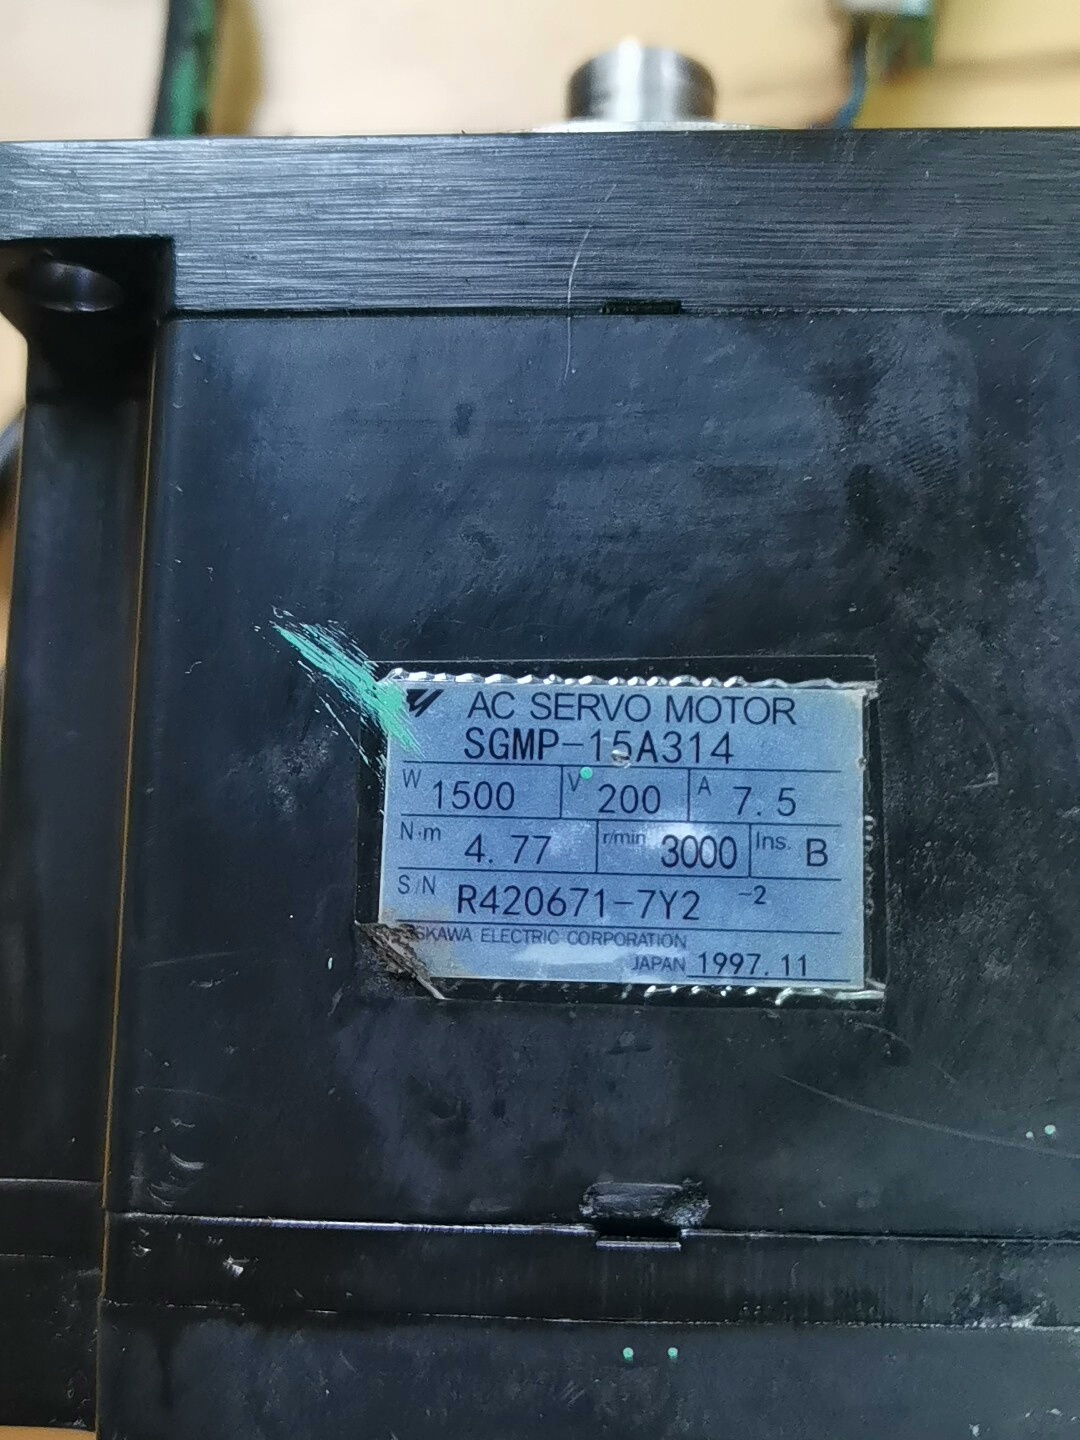 AC SERVO MOTOR
SGMP-15A314
W 1500 V 200 A 7.5
N·m 4.77 r/min 3000 Ins. B
S/N R420671-7Y2 -2
ELECTRIC CORPORATION
JAPAN 1997.11